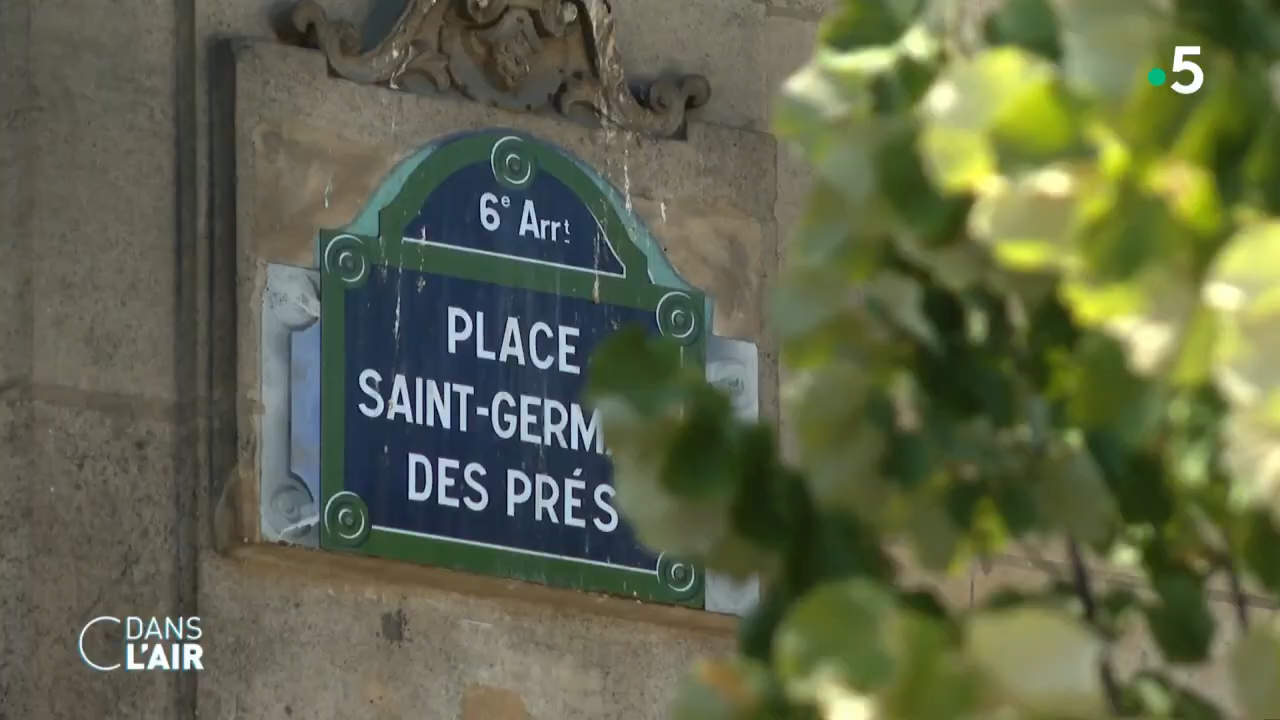 5
6e Arrt
PLACE
SAINT-GERM
DES PRÉS
C DANS
L'AIR